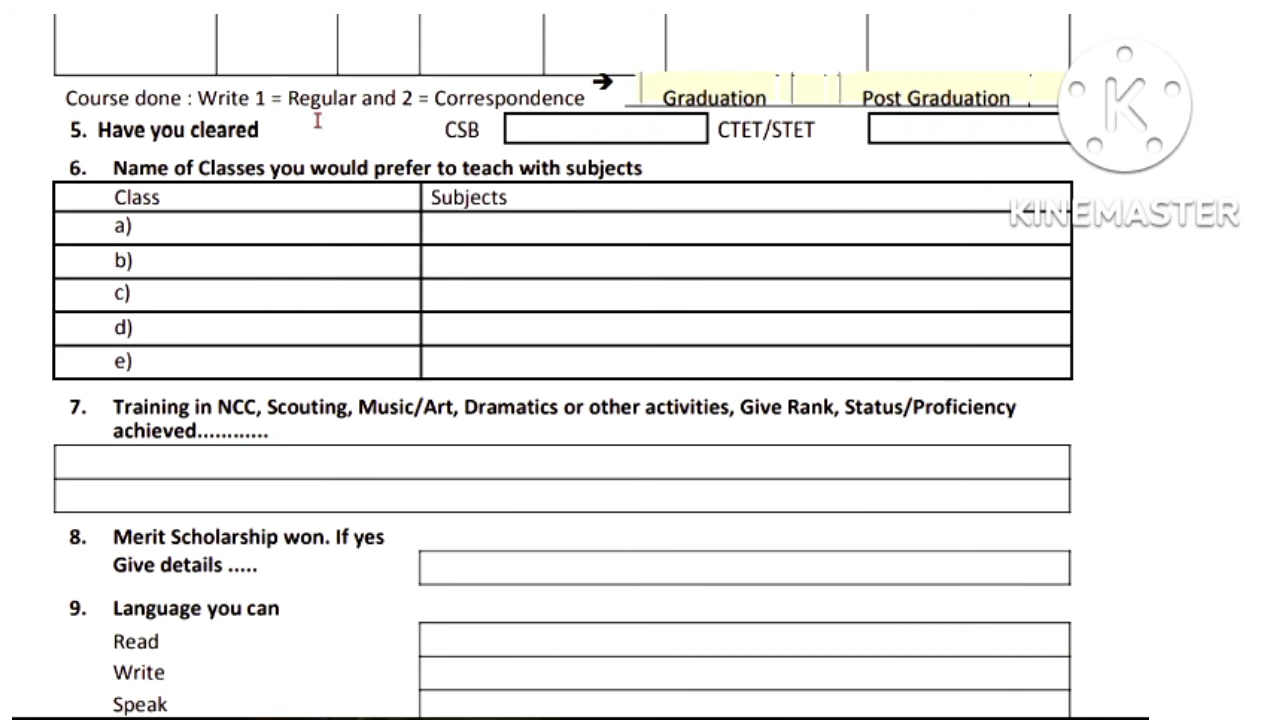 Course done : Write 1 = Regular and 2 = Correspondence ➔ Graduation Post Graduation
5. Have you cleared CSB CTET/STET
6. Name of Classes you would prefer to teach with subjects
Class Subjects
KINEMASTER
a)
b)
c)
d)
e)
7. Training in NCC, Scouting, Music/Art, Dramatics or other activities, Give Rank, Status/Proficiency
achieved............
8. Merit Scholarship won. If yes
Give details .....
9. Language you can
Read
Write
Speak